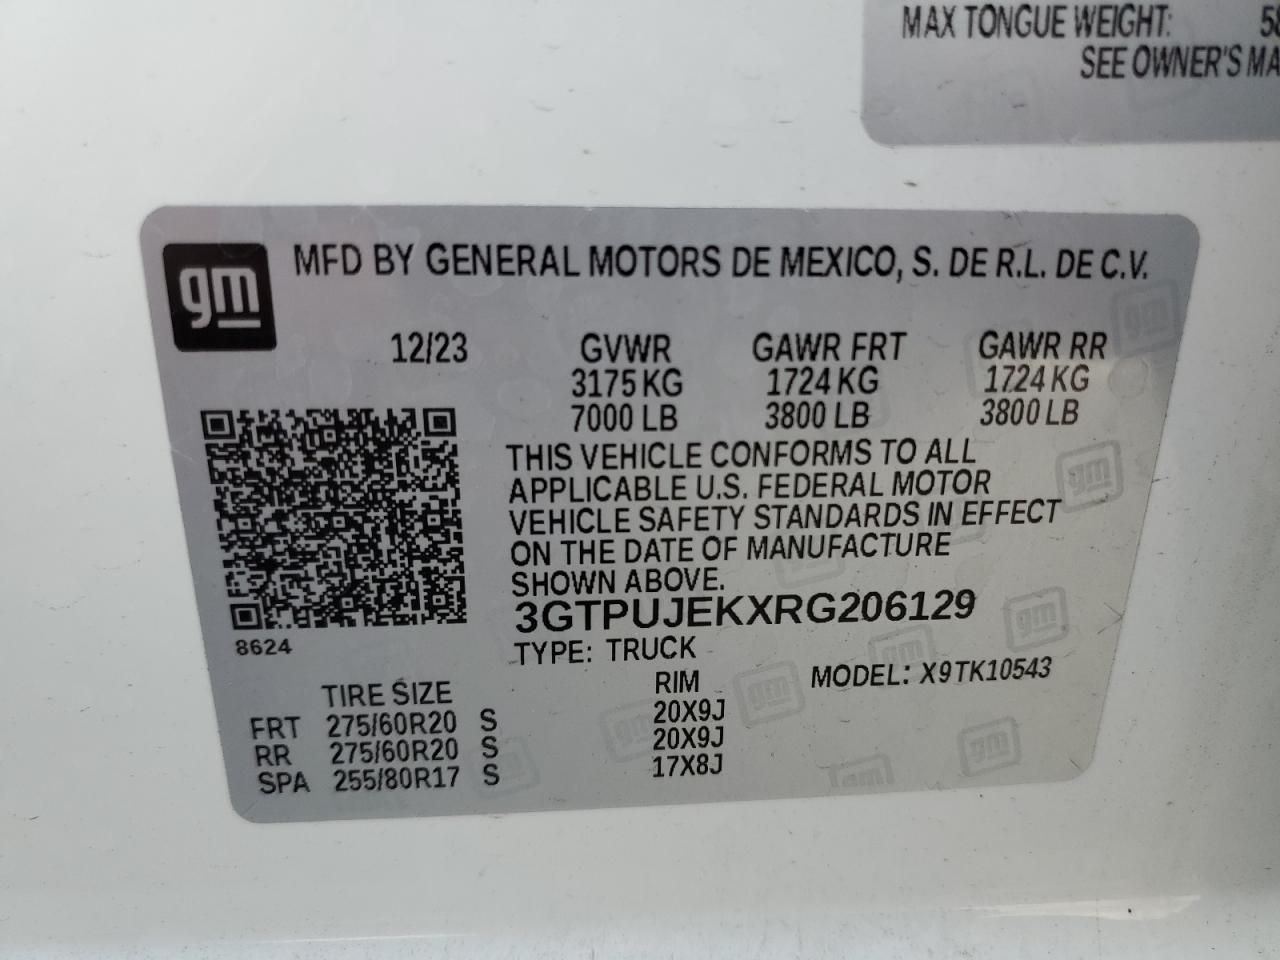 MAX TONGUE WEIGHT:
SEE OWNER'S
gm
MFD BY GENERAL MOTORS DE MEXICO, S. DE R.L. DE C.V.
12/23 GVWR GAWR FRT GAWR RR
3175 KG 1724 KG 1724 KG
7000 LB 3800 LB 3800 LB
THIS VEHICLE CONFORMS TO ALL
APPLICABLE U.S. FEDERAL MOTOR
VEHICLE SAFETY STANDARDS IN EFFECT
ON THE DATE OF MANUFACTURE
SHOWN ABOVE.
3GTPUJEKXRG206129
8624
TYPE: TRUCK
MODEL: X9TK10543
TIRE SIZE RIM
FRT 275/60R20 S 20X9J
RR 275/60R20 S 20X9J
SPA 255/80R17 S 17X8J